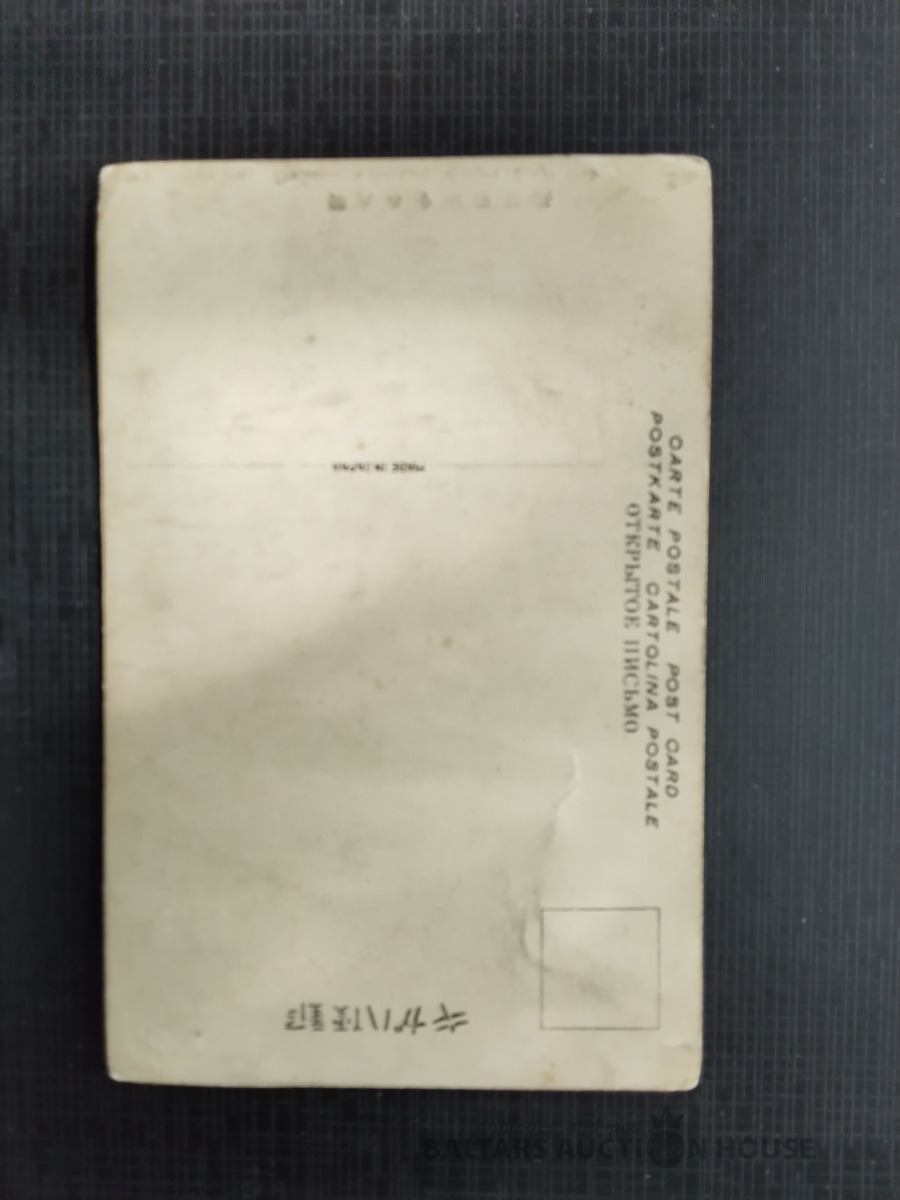 CARTE POSTALE POST CARD
POSTKARTE CARTOLINA POSTALE
ОТКРЫТОЕ ПИСЬМО
郵便ハガキ
MADE IN JAPAN
BALTARS AUCTION HOUSE